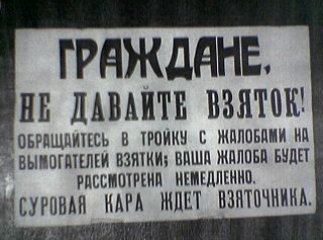 ГРАЖДАНЕ,
НЕ ДАВАЙТЕ ВЗЯТОК!
ОБРАЩАЙТЕСЬ В ТРОЙКУ С ЖАЛОБАМИ НА
ВЫМОГАТЕЛЕЙ ВЗЯТКИ; ВАША ЖАЛОБА БУДЕТ
РАССМОТРЕНА НЕМЕДЛЕННО.
СУРОВАЯ КАРА ЖДЕТ ВЗЯТОЧНИКА.